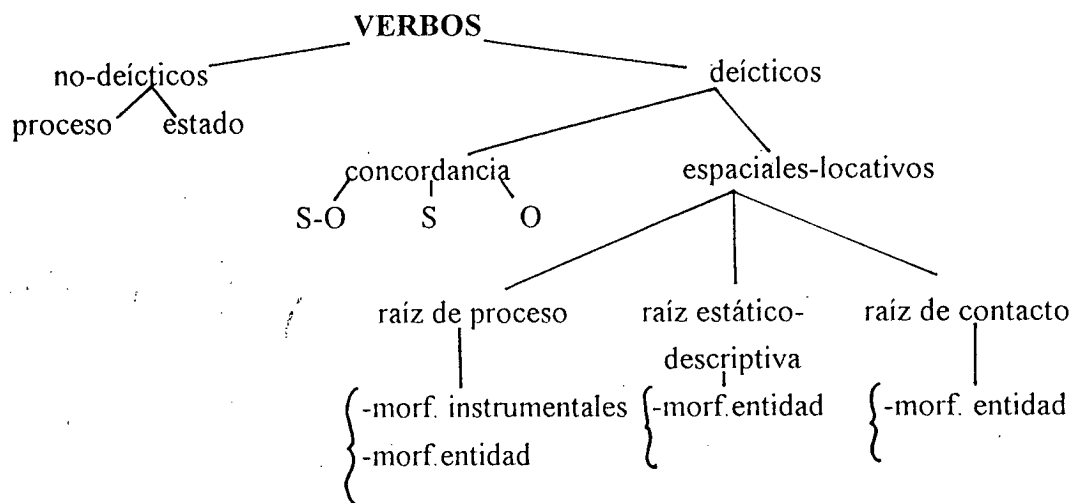 VERBOS
no-deícticos deícticos
proceso estado
concordancia espaciales-locativos
S-O S O
raíz de proceso raíz estático- raíz de contacto
descriptiva
-morf. instrumentales -morf.entidad -morf. entidad
-morf.entidad